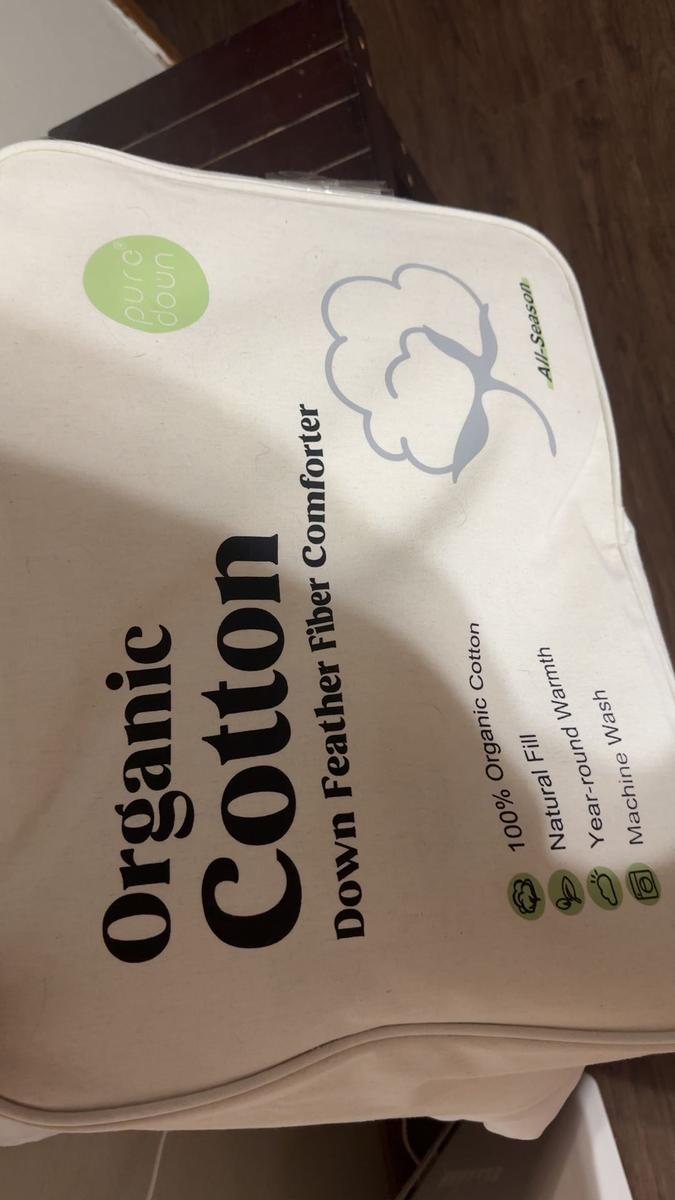 pure®
down
Organic
Cotton
Down Feather Fiber Comforter
All-Season
100% Organic Cotton
Natural Fill
Year-round Warmth
Machine Wash